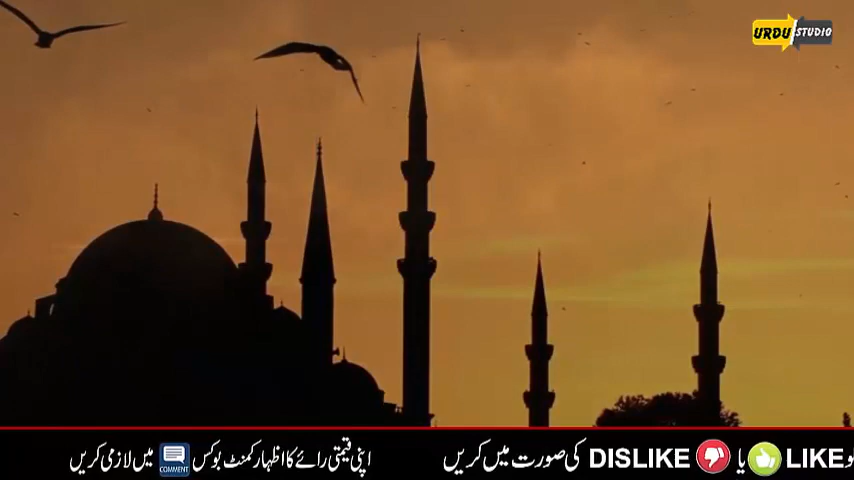 URDU STUDIO
و LIKE یا DISLIKE کی صورت میں کریں اپنی قیمتی رائے کا اظہار کمنٹ بوکس COMMENT میں لازمی کریں